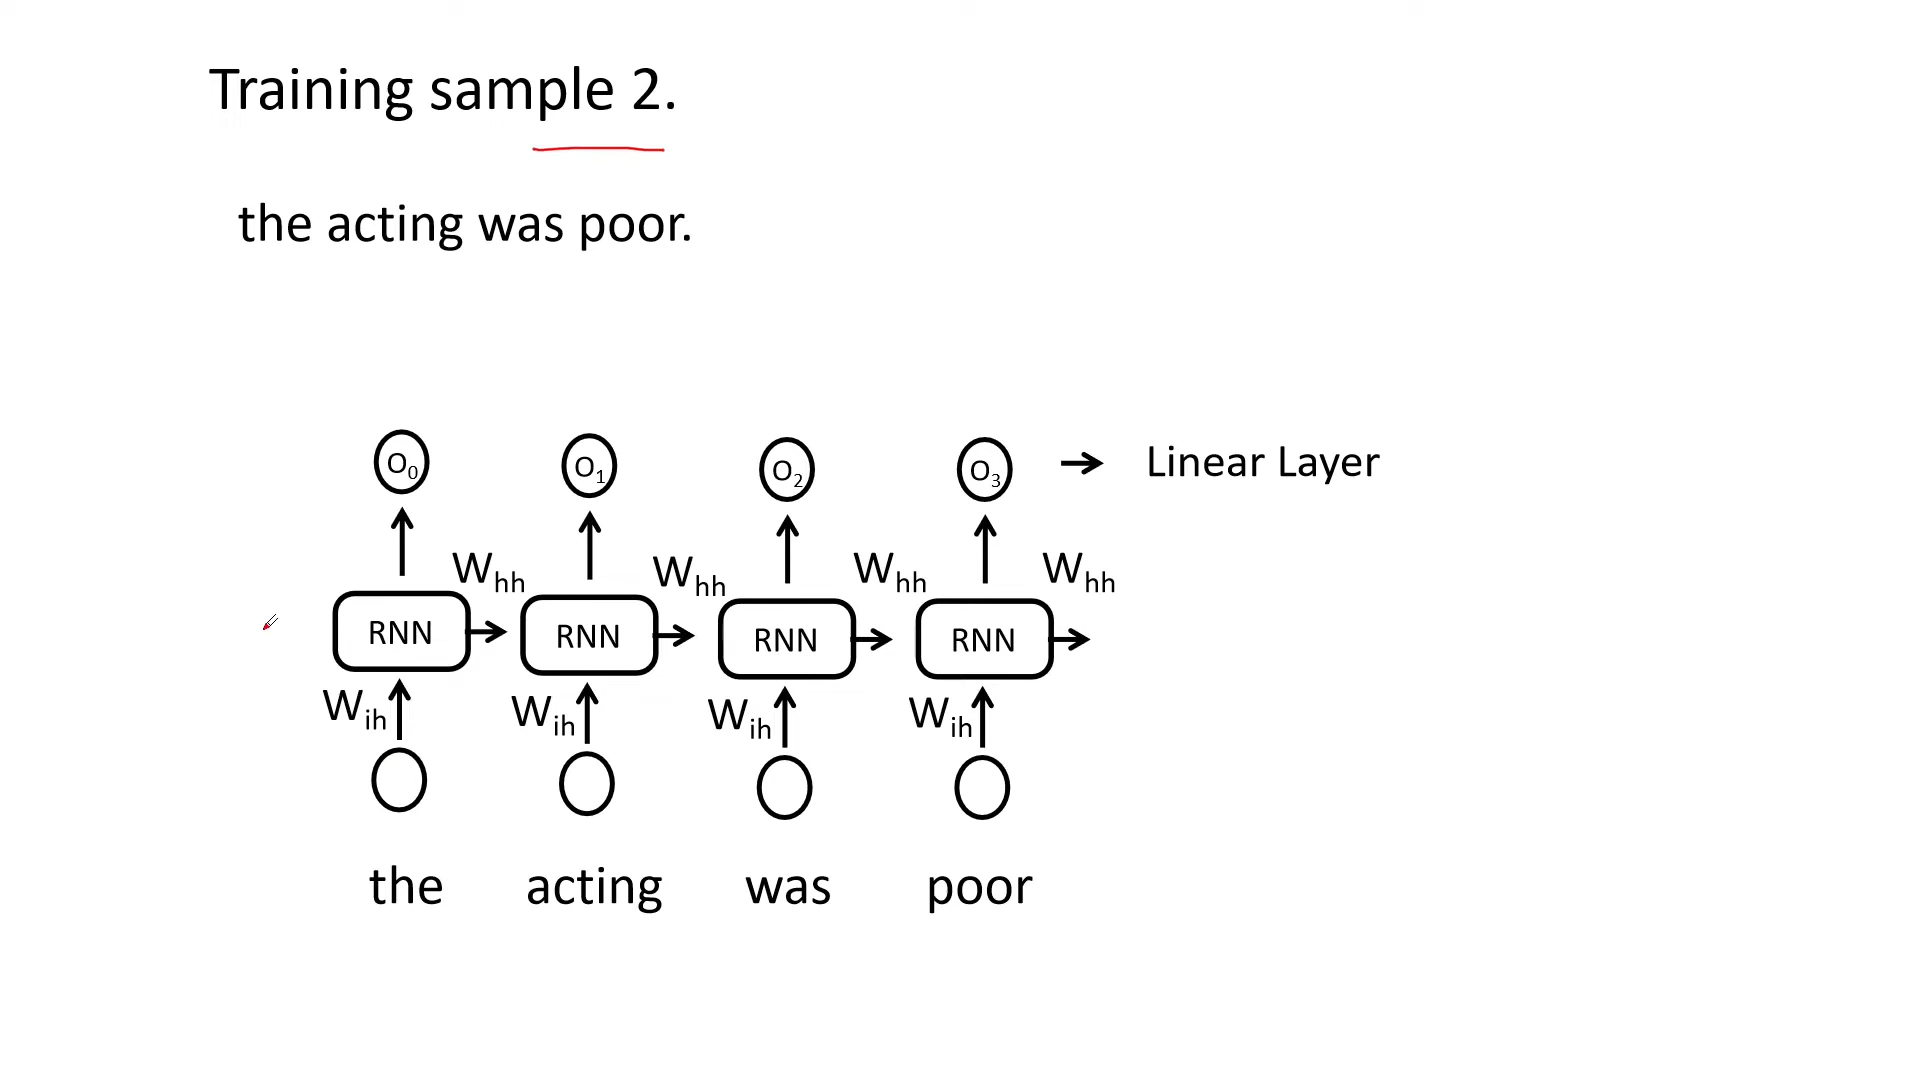 Training sample 2.
the acting was poor.
O0 O1 O2 O3 Linear Layer
Whh Whh Whh Whh
RNN RNN RNN RNN
Wih Wih Wih Wih
the acting was poor